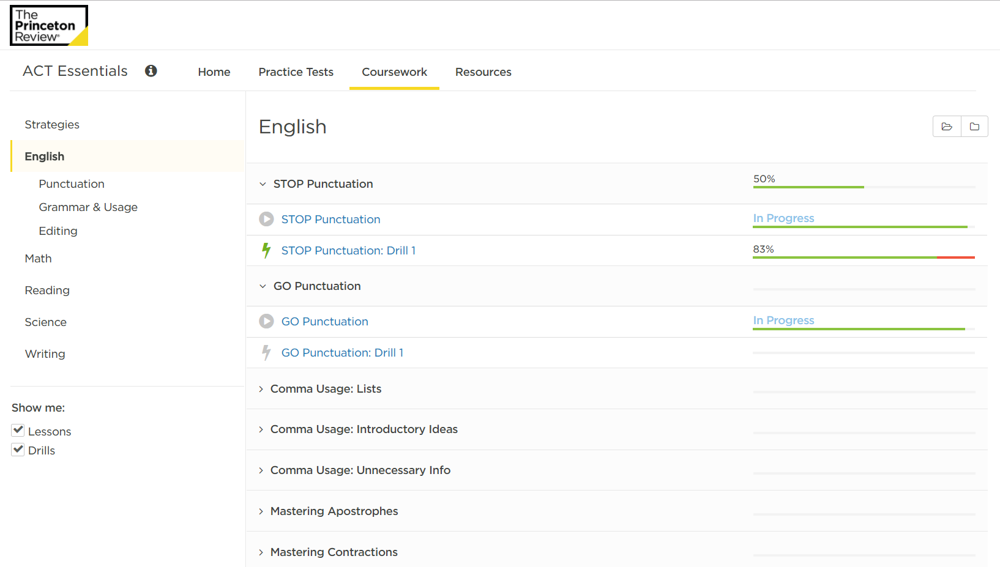 The
Princeton
Review®
ACT Essentials
Home
Practice Tests
Coursework
Resources
Strategies
English
Punctuation
Grammar & Usage
Editing
Math
Reading
Science
Writing
Show me:
Lessons
Drills
English
STOP Punctuation
50%
STOP Punctuation
In Progress
STOP Punctuation: Drill 1
83%
GO Punctuation
GO Punctuation
In Progress
GO Punctuation: Drill 1
Comma Usage: Lists
Comma Usage: Introductory Ideas
Comma Usage: Unnecessary Info
Mastering Apostrophes
Mastering Contractions